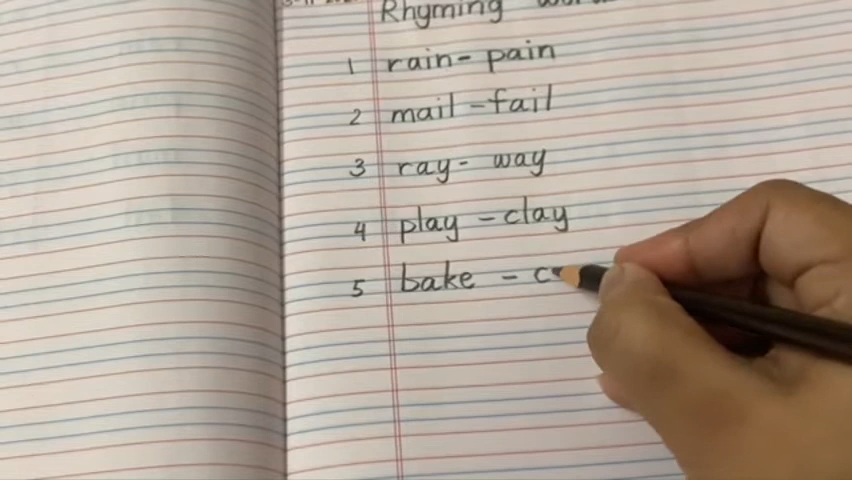 Rhyming
1 rain - pain
2 mail - fail
3 ray - way
4 play - clay
5 bake - c